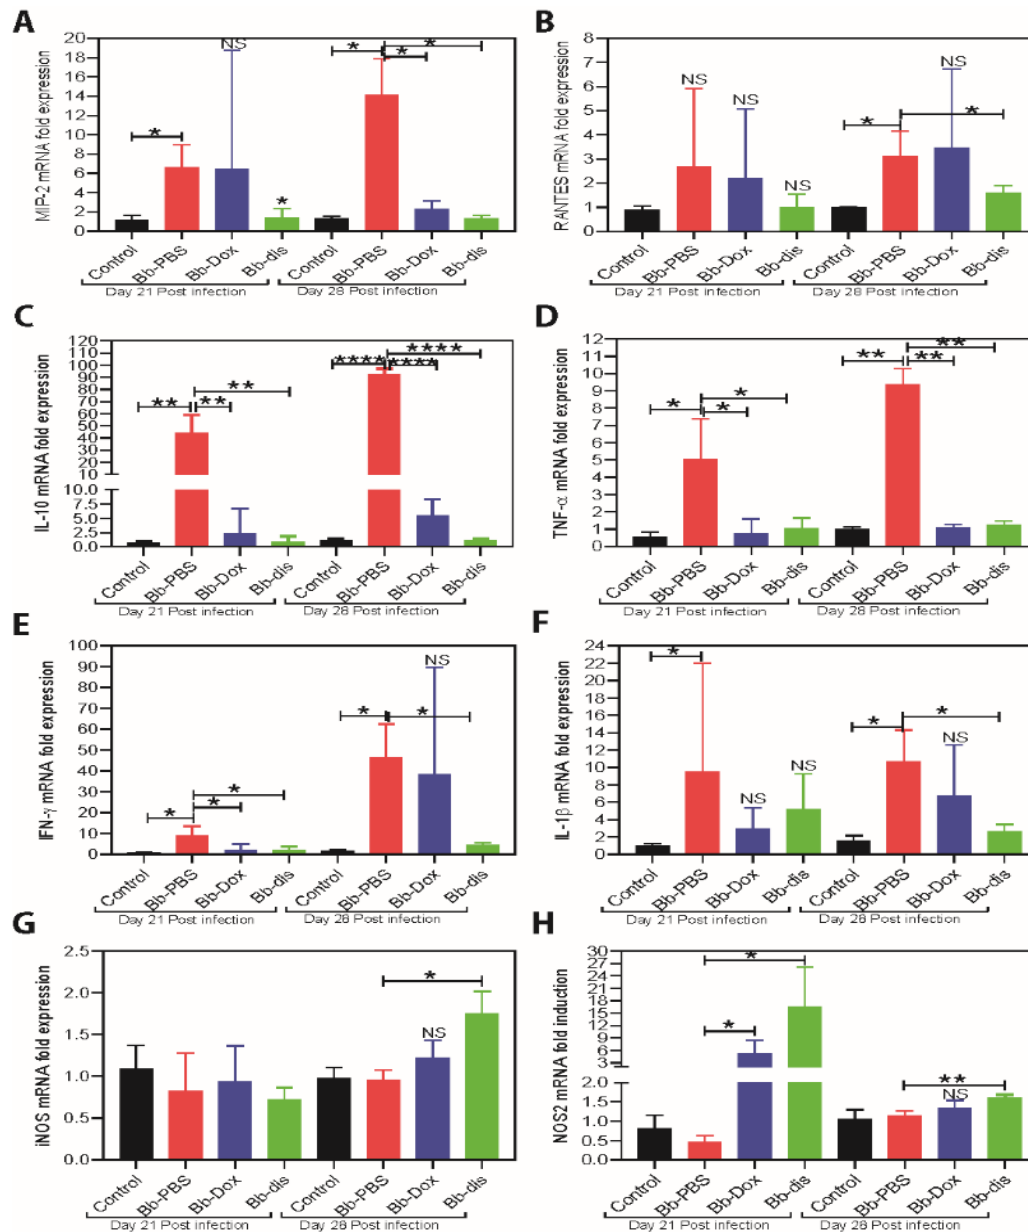 A
MIP-2 mRNA fold expression
20
18
16
14
12
10
8
6
4
2
0
*
NS
*
*
*
*
Control
Bb-PBS
Bb-Dox
Bb-dis
Control
Bb-PBS
Bb-Dox
Bb-dis
Day 21 Post infection
Day 28 Post infection
B
RANTES mRNA fold expression
8
7
6
5
4
3
2
1
0
NS
NS
NS
*
NS
*
Control
Bb-PBS
Bb-Dox
Bb-dis
Control
Bb-PBS
Bb-Dox
Bb-dis
Day 21 Post infection
Day 28 Post infection
C
IL-10 mRNA fold expression
120
110
100
90
80
70
60
50
40
30
20
10
10.0
7.5
5.0
2.5
0.0
**
**
**
****
****
****
Control
Bb-PBS
Bb-Dox
Bb-dis
Control
Bb-PBS
Bb-Dox
Bb-dis
Day 21 Post infection
Day 28 Post infection
D
TNF-α mRNA fold expression
12
11
10
9
8
7
6
5
4
3
2
1
0
*
*
*
**
**
**
Control
Bb-PBS
Bb-Dox
Bb-dis
Control
Bb-PBS
Bb-Dox
Bb-dis
Day 21 Post infection
Day 28 Post infection
E
IFN-γ mRNA fold expression
100
90
80
70
60
50
40
30
20
10
0
*
*
*
*
*
NS
Control
Bb-PBS
Bb-Dox
Bb-dis
Control
Bb-PBS
Bb-Dox
Bb-dis
Day 21 Post infection
Day 28 Post infection
F
IL-1β mRNA fold expression
24
22
20
18
16
14
12
10
8
6
4
2
0
*
NS
NS
*
*
NS
Control
Bb-PBS
Bb-Dox
Bb-dis
Control
Bb-PBS
Bb-Dox
Bb-dis
Day 21 Post infection
Day 28 Post infection
G
iNOS mRNA fold expression
2.5
2.0
1.5
1.0
0.5
0.0
*
NS
Control
Bb-PBS
Bb-Dox
Bb-dis
Control
Bb-PBS
Bb-Dox
Bb-dis
Day 21 Post infection
Day 28 Post infection
H
NOS2 mRNA fold induction
30
27
24
21
18
15
12
9
6
3
2.0
1.5
1.0
0.5
0.0
*
*
**
NS
Control
Bb-PBS
Bb-Dox
Bb-dis
Control
Bb-PBS
Bb-Dox
Bb-dis
Day 21 Post infection
Day 28 Post infection